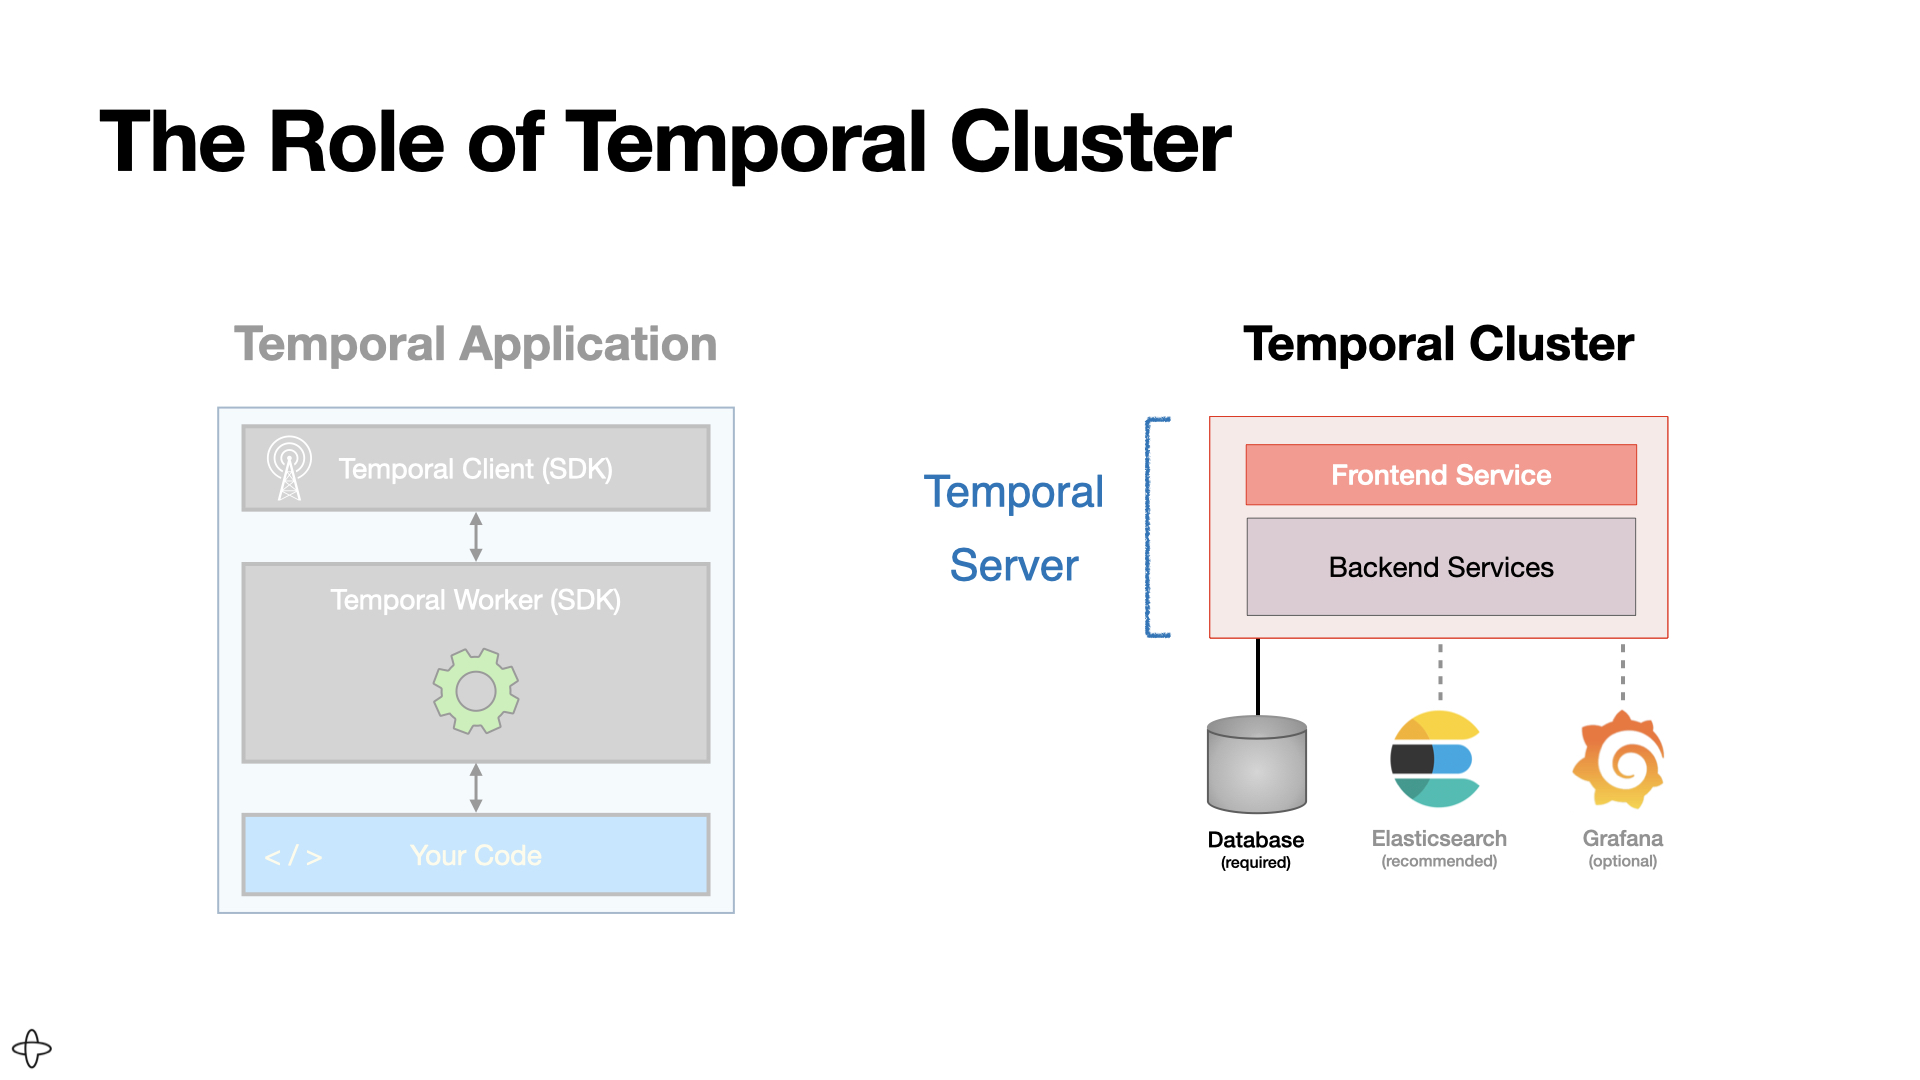 The Role of Temporal Cluster
Temporal Application
Temporal Client (SDK)
Temporal Worker (SDK)
< / >
Your Code
Temporal Cluster
Temporal
Server
Frontend Service
Backend Services
Database
(required)
Elasticsearch
(recommended)
Grafana
(optional)